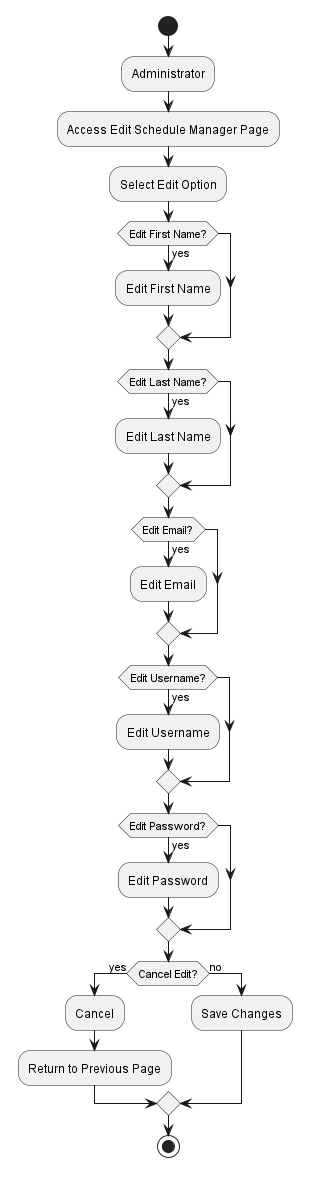 Administrator
Access Edit Schedule Manager Page
Select Edit Option
Edit First Name?
yes
Edit First Name
Edit Last Name?
yes
Edit Last Name
Edit Email?
yes
Edit Email
Edit Username?
yes
Edit Username
Edit Password?
yes
Edit Password
yes
Cancel Edit?
no
Cancel
Save Changes
Return to Previous Page